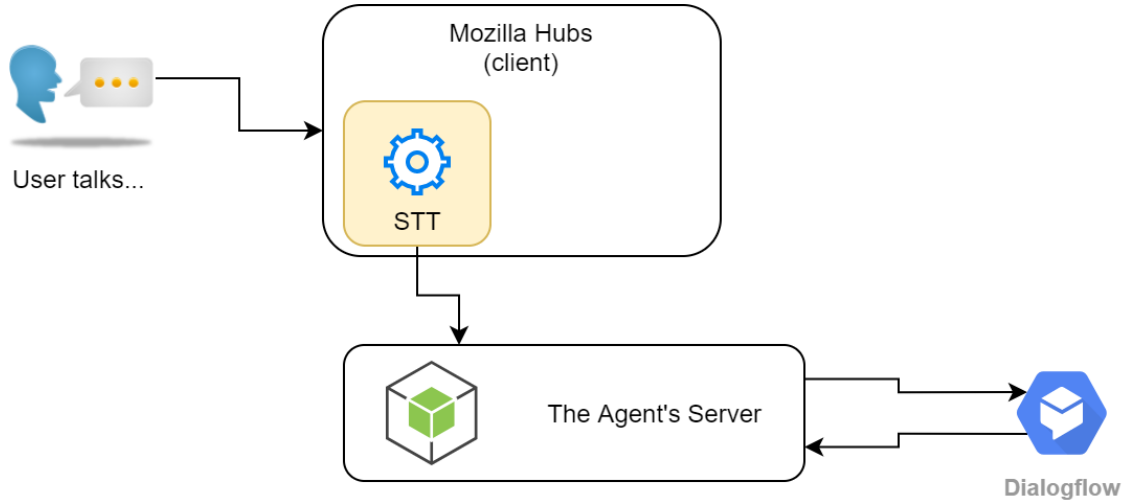 Mozilla Hubs
(client)
User talks...
STT
The Agent's Server
Dialogflow